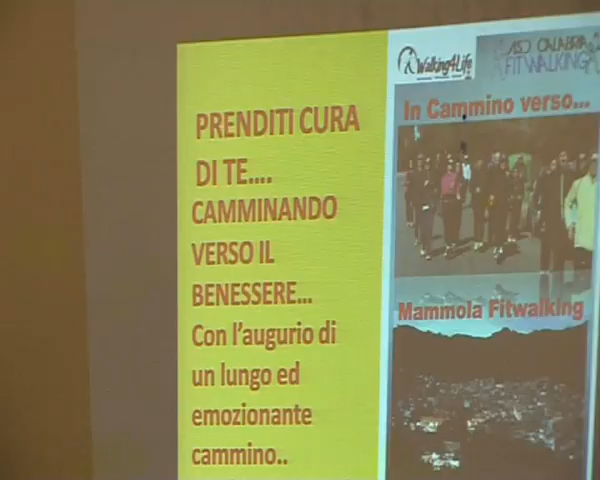 PRENDITI CURA
DI TE....
CAMMINANDO
VERSO IL
BENESSERE...
Con l'augurio di
un lungo ed
emozionante
cammino..
Walking4Life
ASD CALABRIA
FITWALKING
In Cammino verso...
Mammola Fitwalking